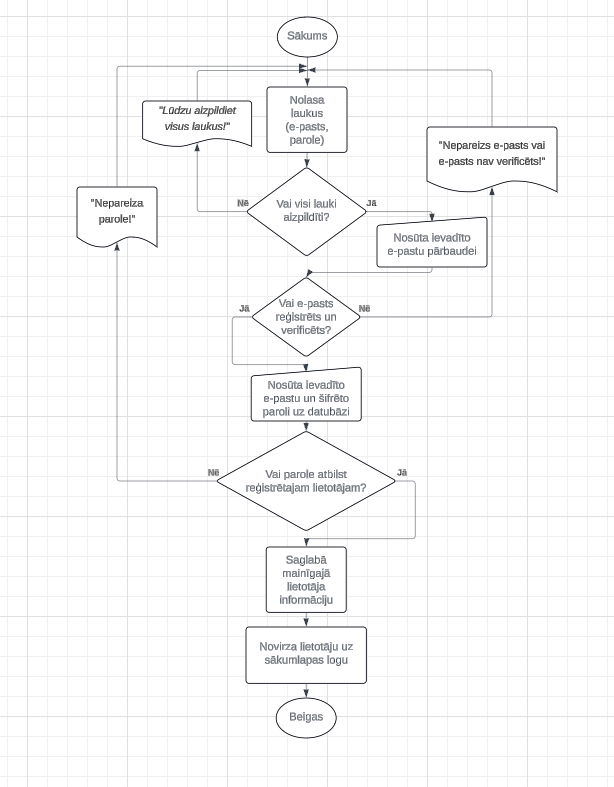 Sākums
Nolasa
laukus
(e-pasts,
parole)
"Lūdzu aizpildiet
visus laukus!"
"Nepareizs e-pasts vai
e-pasts nav verificēts!"
"Nepareiza
parole!"
Nē
Vai visi lauki
aizpildīti?
Jā
Nosūta ievadīto
e-pastu pārbaudei
Jā
Vai e-pasts
reģistrēts un
verificēts?
Nē
Nosūta ievadīto
e-pastu un šifrēto
paroli uz datubāzi
Nē
Vai parole atbilst
reģistrētajam lietotājam?
Jā
Saglabā
mainīgajā
lietotāja
informāciju
Novirza lietotāju uz
sākumlapas logu
Beigas